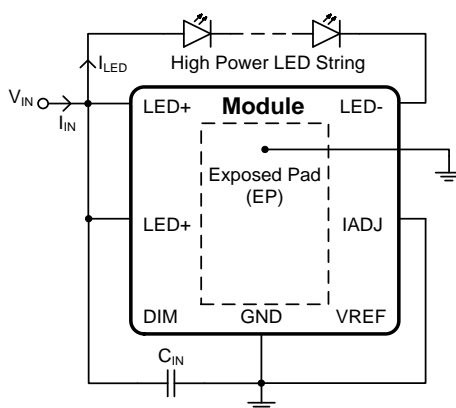 I_LED
High Power LED String
V_IN
I_IN
LED+
Module
LED-
Exposed Pad
(EP)
LED+
IADJ
DIM
GND
VREF
C_IN